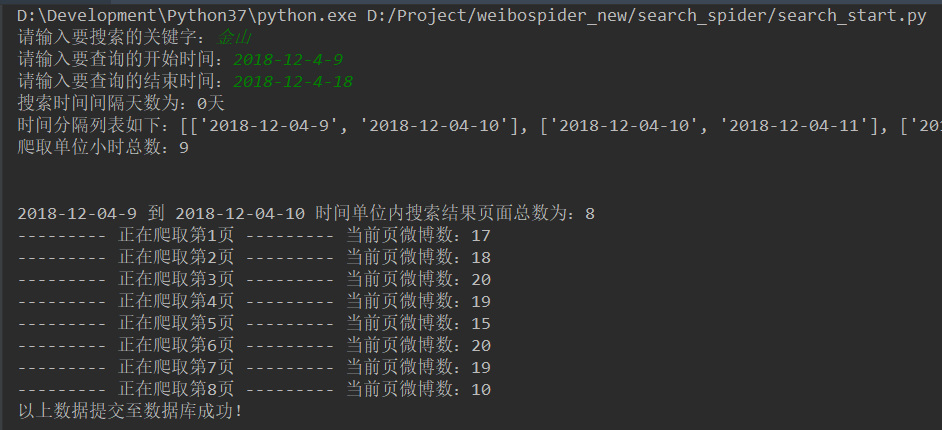 D:\Development\Python37\python.exe D:/Project/weibospider_new/search_spider/search_start.py
请输入要搜索的关键字：金山
请输入要查询的开始时间：2018-12-4-9
请输入要查询的结束时间：2018-12-4-18
搜索时间间隔天数为：0天
时间分隔列表如下：[['2018-12-04-9', '2018-12-04-10'], ['2018-12-04-10', '2018-12-04-11'], ['201
爬取单位小时总数：9
2018-12-04-9 到 2018-12-04-10 时间单位内搜索结果页面总数为：8
--------- 正在爬取第1页 --------- 当前页微博数：17
--------- 正在爬取第2页 --------- 当前页微博数：18
--------- 正在爬取第3页 --------- 当前页微博数：20
--------- 正在爬取第4页 --------- 当前页微博数：19
--------- 正在爬取第5页 --------- 当前页微博数：15
--------- 正在爬取第6页 --------- 当前页微博数：20
--------- 正在爬取第7页 --------- 当前页微博数：19
--------- 正在爬取第8页 --------- 当前页微博数：10
以上数据提交至数据库成功！